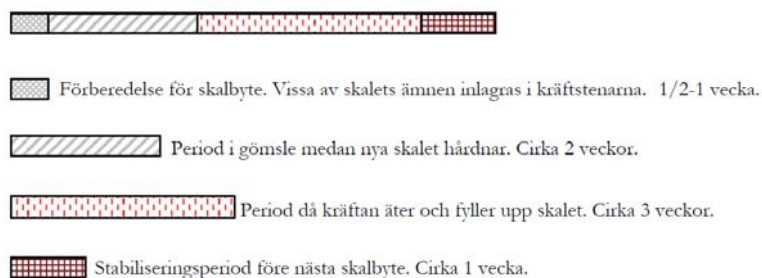 Förberedelse för skalbyte. Vissa av skalets ämnen inlagras i kräftstenarna. 1/2-1 vecka.
Period i gömsle medan nya skalet hårdnar. Cirka 2 veckor.
Period då kräftan äter och fyller upp skalet. Cirka 3 veckor.
Stabiliseringsperiod före nästa skalbyte. Cirka 1 vecka.